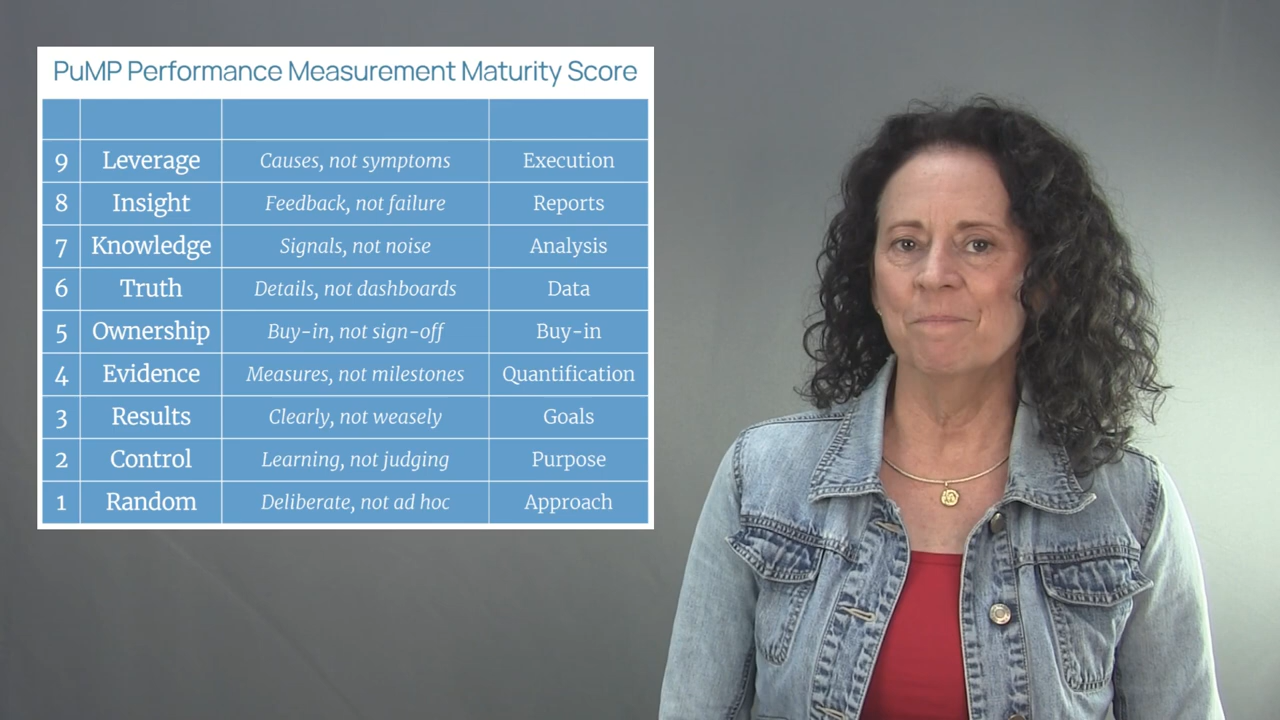 PuMP Performance Measurement Maturity Score
9 Leverage Causes, not symptoms Execution
8 Insight Feedback, not failure Reports
7 Knowledge Signals, not noise Analysis
6 Truth Details, not dashboards Data
5 Ownership Buy-in, not sign-off Buy-in
4 Evidence Measures, not milestones Quantification
3 Results Clearly, not weasely Goals
2 Control Learning, not judging Purpose
1 Random Deliberate, not ad hoc Approach